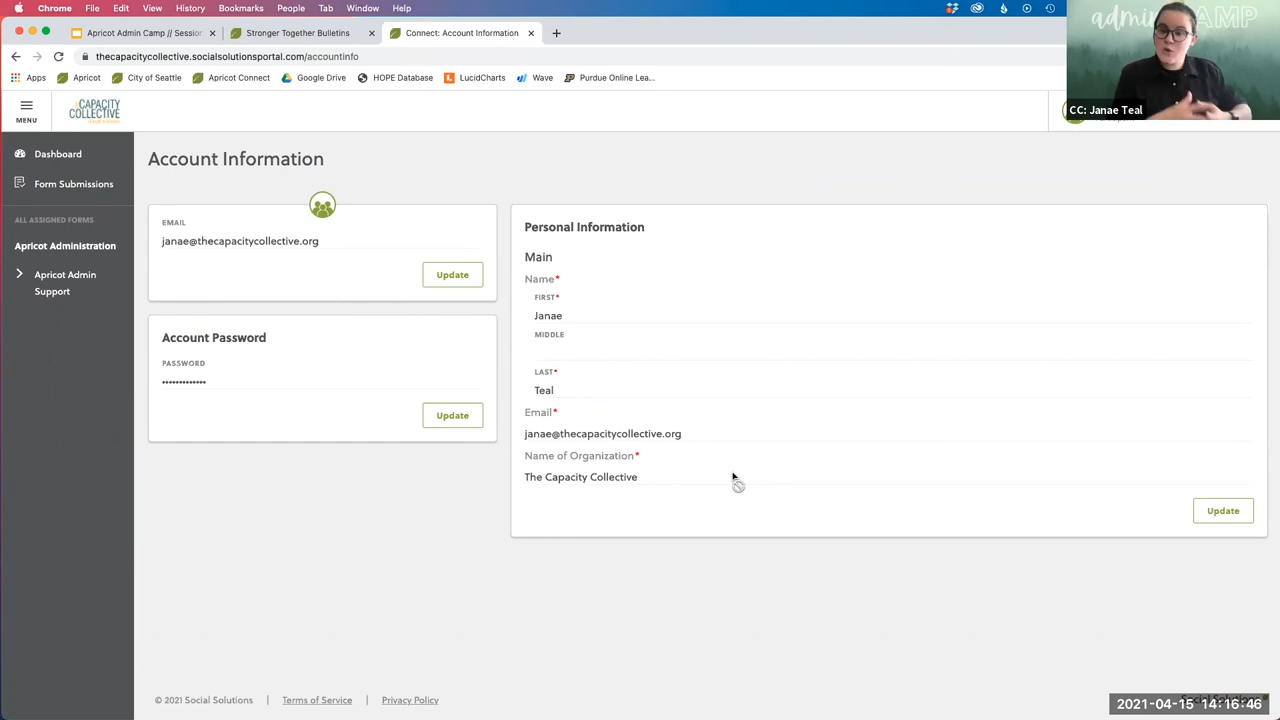 Chrome File Edit View History Bookmarks People Tab Window Help
Apricot Admin Camp // Session
Stronger Together Bulletins
Connect: Account Information
thecapacitycollective.socialsolutionsportal.com/accountinfo
Apps Apricot City of Seattle Apricot Connect Google Drive HOPE Database LucidCharts Wave Purdue Online Lea...
adminCAMP
CC: Janae Teal
MENU
CAPACITY
COLLECTIVE
Dashboard
Form Submissions
ALL ASSIGNED FORMS
Apricot Administration
Apricot Admin
Support
Account Information
EMAIL
janae@thecapacitycollective.org
Update
Account Password
PASSWORD
•••••••••••••
Update
Personal Information
Main
Name*
FIRST*
Janae
MIDDLE
LAST*
Teal
Email*
janae@thecapacitycollective.org
Name of Organization*
The Capacity Collective
Update
© 2021 Social Solutions | Terms of Service | Privacy Policy
2021-04-15 14:16:46